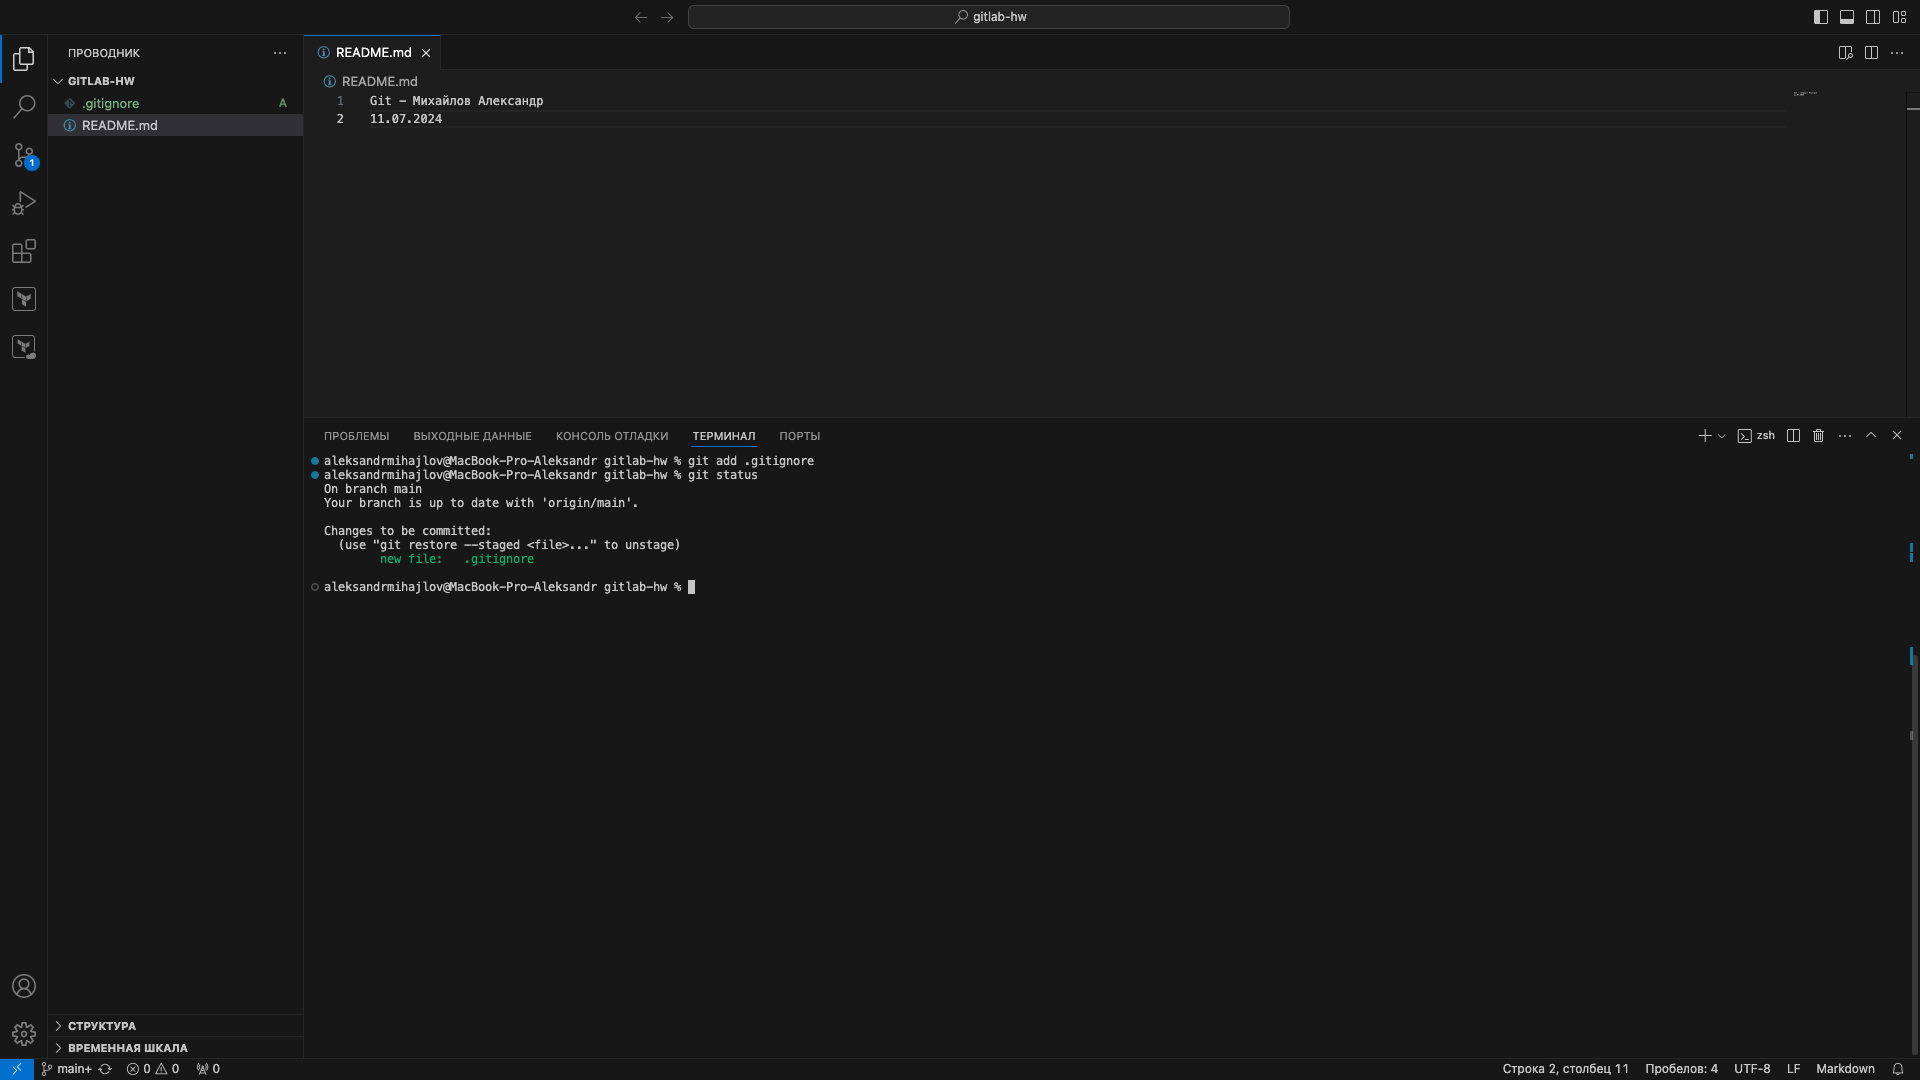 gitlab-hw
ПРОВОДНИК
GITLAB-HW
.gitignore A
README.md
1
README.md
README.md
1 Git - Михайлов Александр
2 11.07.2024
ПРОБЛЕМЫ ВЫХОДНЫЕ ДАННЫЕ КОНСОЛЬ ОТЛАДКИ ТЕРМИНАЛ ПОРТЫ
zsh
aleksandrmihajlov@MacBook-Pro-Aleksandr gitlab-hw % git add .gitignore
aleksandrmihajlov@MacBook-Pro-Aleksandr gitlab-hw % git status
On branch main
Your branch is up to date with 'origin/main'.
Changes to be committed:
(use "git restore --staged <file>..." to unstage)
new file: .gitignore
aleksandrmihajlov@MacBook-Pro-Aleksandr gitlab-hw %
СТРУКТУРА
ВРЕМЕННАЯ ШКАЛА
main+ 0 0 0 Строка 2, столбец 11 Пробелов: 4 UTF-8 LF Markdown